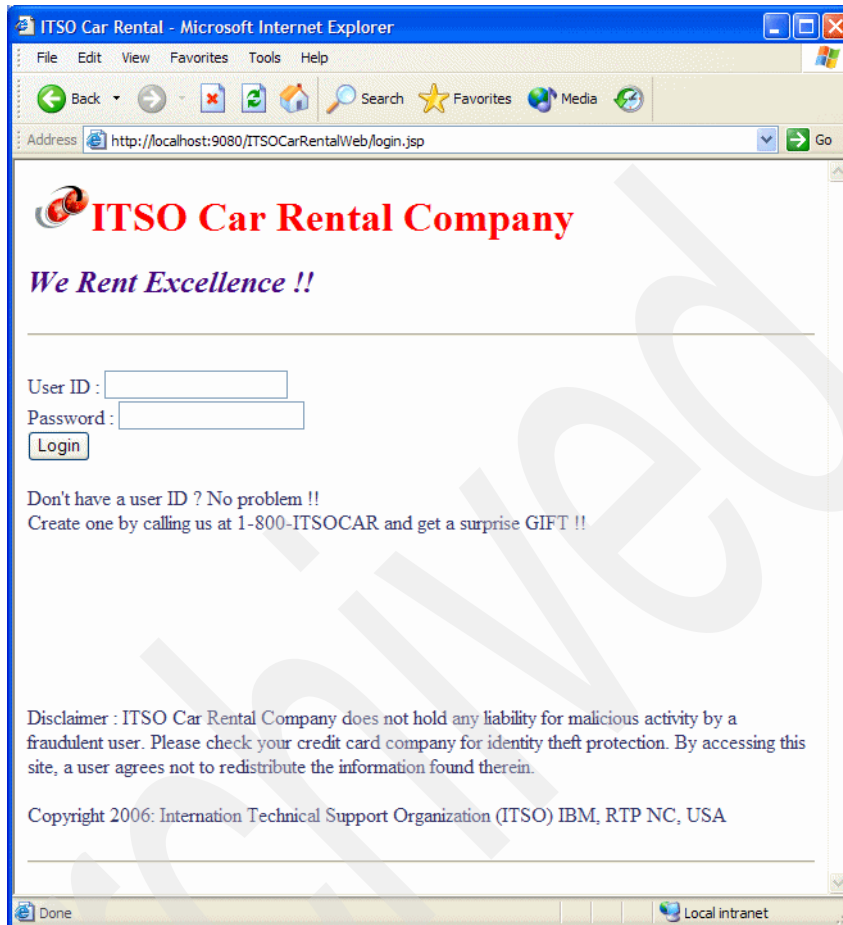 ITSO Car Rental - Microsoft Internet Explorer
File Edit View Favorites Tools Help
Back Search Favorites Media
Address http://localhost:9080/ITSOCarRentalWeb/login.jsp Go
ITSO Car Rental Company
We Rent Excellence !!
User ID :
Password :
Login
Don't have a user ID ? No problem !!
Create one by calling us at 1-800-ITSOCAR and get a surprise GIFT !!
Disclaimer : ITSO Car Rental Company does not hold any liability for malicious activity by a
fraudulent user. Please check your credit card company for identity theft protection. By accessing this
site, a user agrees not to redistribute the information found therein.
Copyright 2006: Internation Technical Support Organization (ITSO) IBM, RTP NC, USA
Done Local intranet
chived